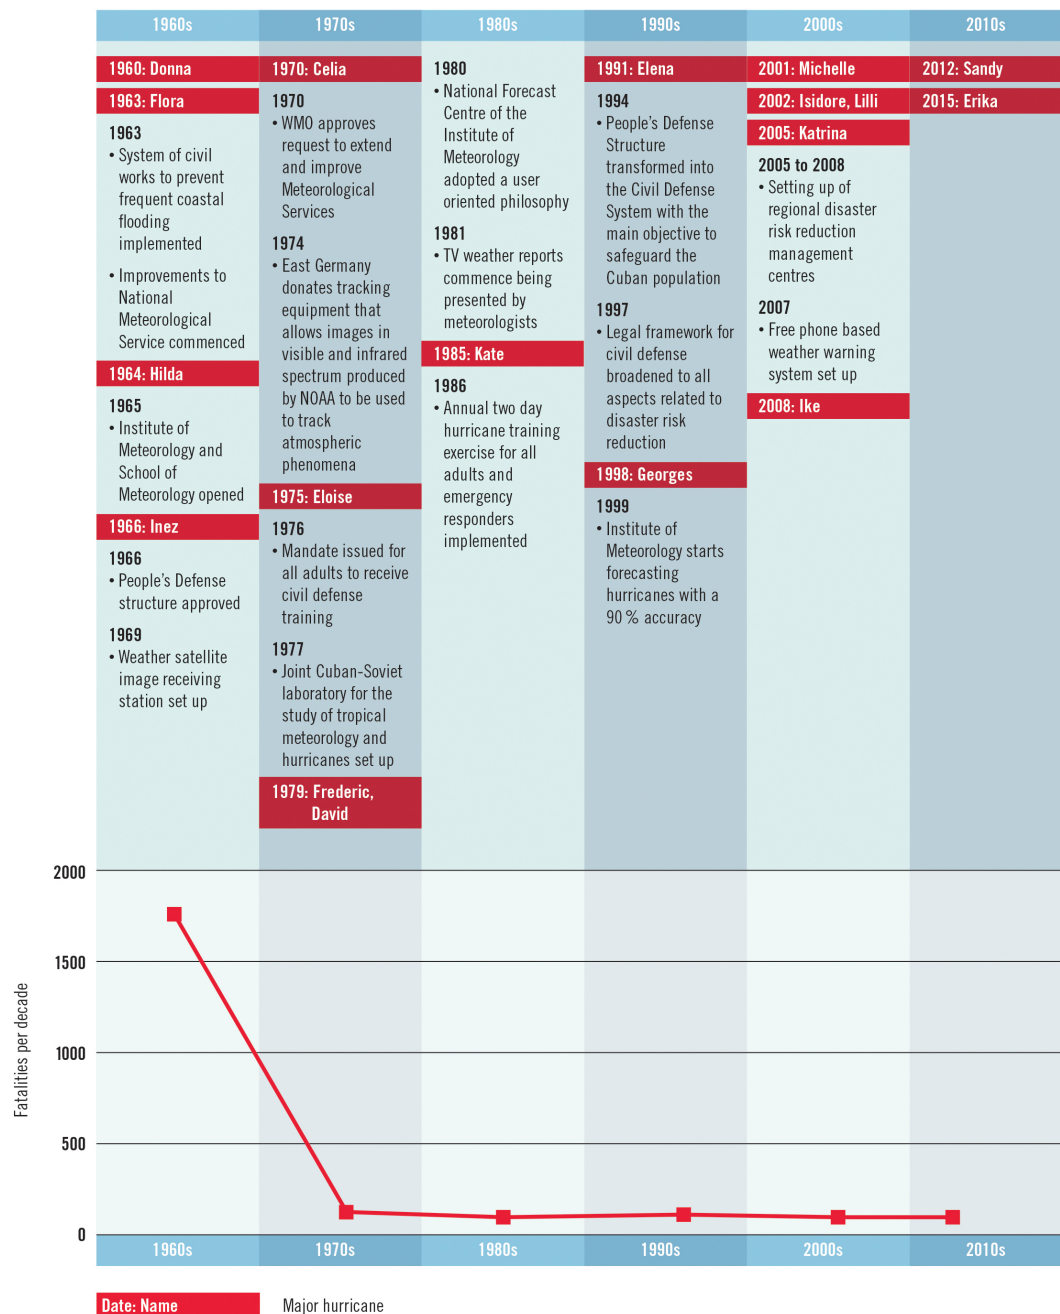 1960s
1970s
1980s
1990s
2000s
2010s
1960: Donna
1963: Flora
1963
• System of civil
works to prevent
frequent coastal
flooding
implemented
• Improvements to
National
Meteorological
Service commenced
1964: Hilda
1965
• Institute of
Meteorology and
School of
Meteorology opened
1966: Inez
1966
• People’s Defense
structure approved
1969
• Weather satellite
image receiving
station set up
1970: Celia
1970
• WMO approves
request to extend
and improve
Meteorological
Services
1974
• East Germany
donates tracking
equipment that
allows images in
visible and infrared
spectrum produced
by NOAA to be used
to track
atmospheric
phenomena
1975: Eloise
1976
• Mandate issued for
all adults to receive
civil defense
training
1977
• Joint Cuban-Soviet
laboratory for the
study of tropical
meteorology and
hurricanes set up
1979: Frederic,
David
1980
• National Forecast
Centre of the
Institute of
Meteorology
adopted a user
oriented philosophy
1981
• TV weather reports
commence being
presented by
meteorologists
1985: Kate
1986
• Annual two day
hurricane training
exercise for all
adults and
emergency
responders
implemented
1991: Elena
1994
• People’s Defense
Structure
transformed into
the Civil Defense
System with the
main objective to
safeguard the
Cuban population
1997
• Legal framework for
civil defense
broadened to all
aspects related to
disaster risk
reduction
1998: Georges
1999
• Institute of
Meteorology starts
forecasting
hurricanes with a
90 % accuracy
2001: Michelle
2002: Isidore, Lilli
2005: Katrina
2005 to 2008
• Setting up of
regional disaster
risk reduction
management
centres
2007
• Free phone based
weather warning
system set up
2008: Ike
2012: Sandy
2015: Erika
Fatalities per decade
2000
1500
1000
500
0
1960s
1970s
1980s
1990s
2000s
2010s
Date: Name
Major hurricane